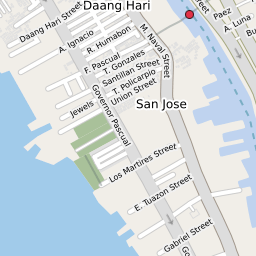 Daang Hari
Daang Hari Street
A. Ignacio
R. Humabon
M. Naval Street
Paez
Luna
F. Pascual
T. Gonzales
Santillan Street
T. Policarpio
Union Street
Jewels
Governor Pascual
San Jose
Los Martires Street
E. Tuazon Street
Gabriel Street